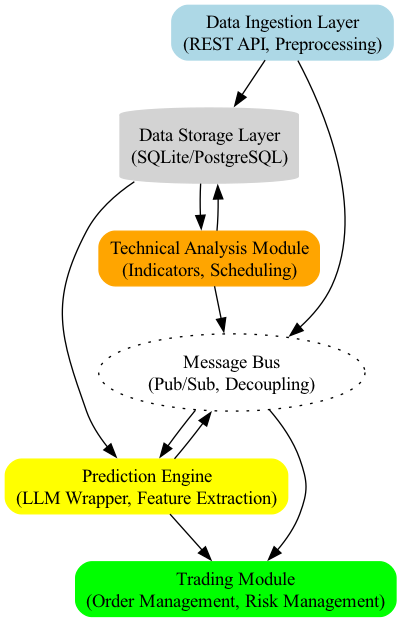 Data Ingestion Layer
(REST API, Preprocessing)
Data Storage Layer
(SQLite/PostgreSQL)
Technical Analysis Module
(Indicators, Scheduling)
Message Bus
(Pub/Sub, Decoupling)
Prediction Engine
(LLM Wrapper, Feature Extraction)
Trading Module
(Order Management, Risk Management)